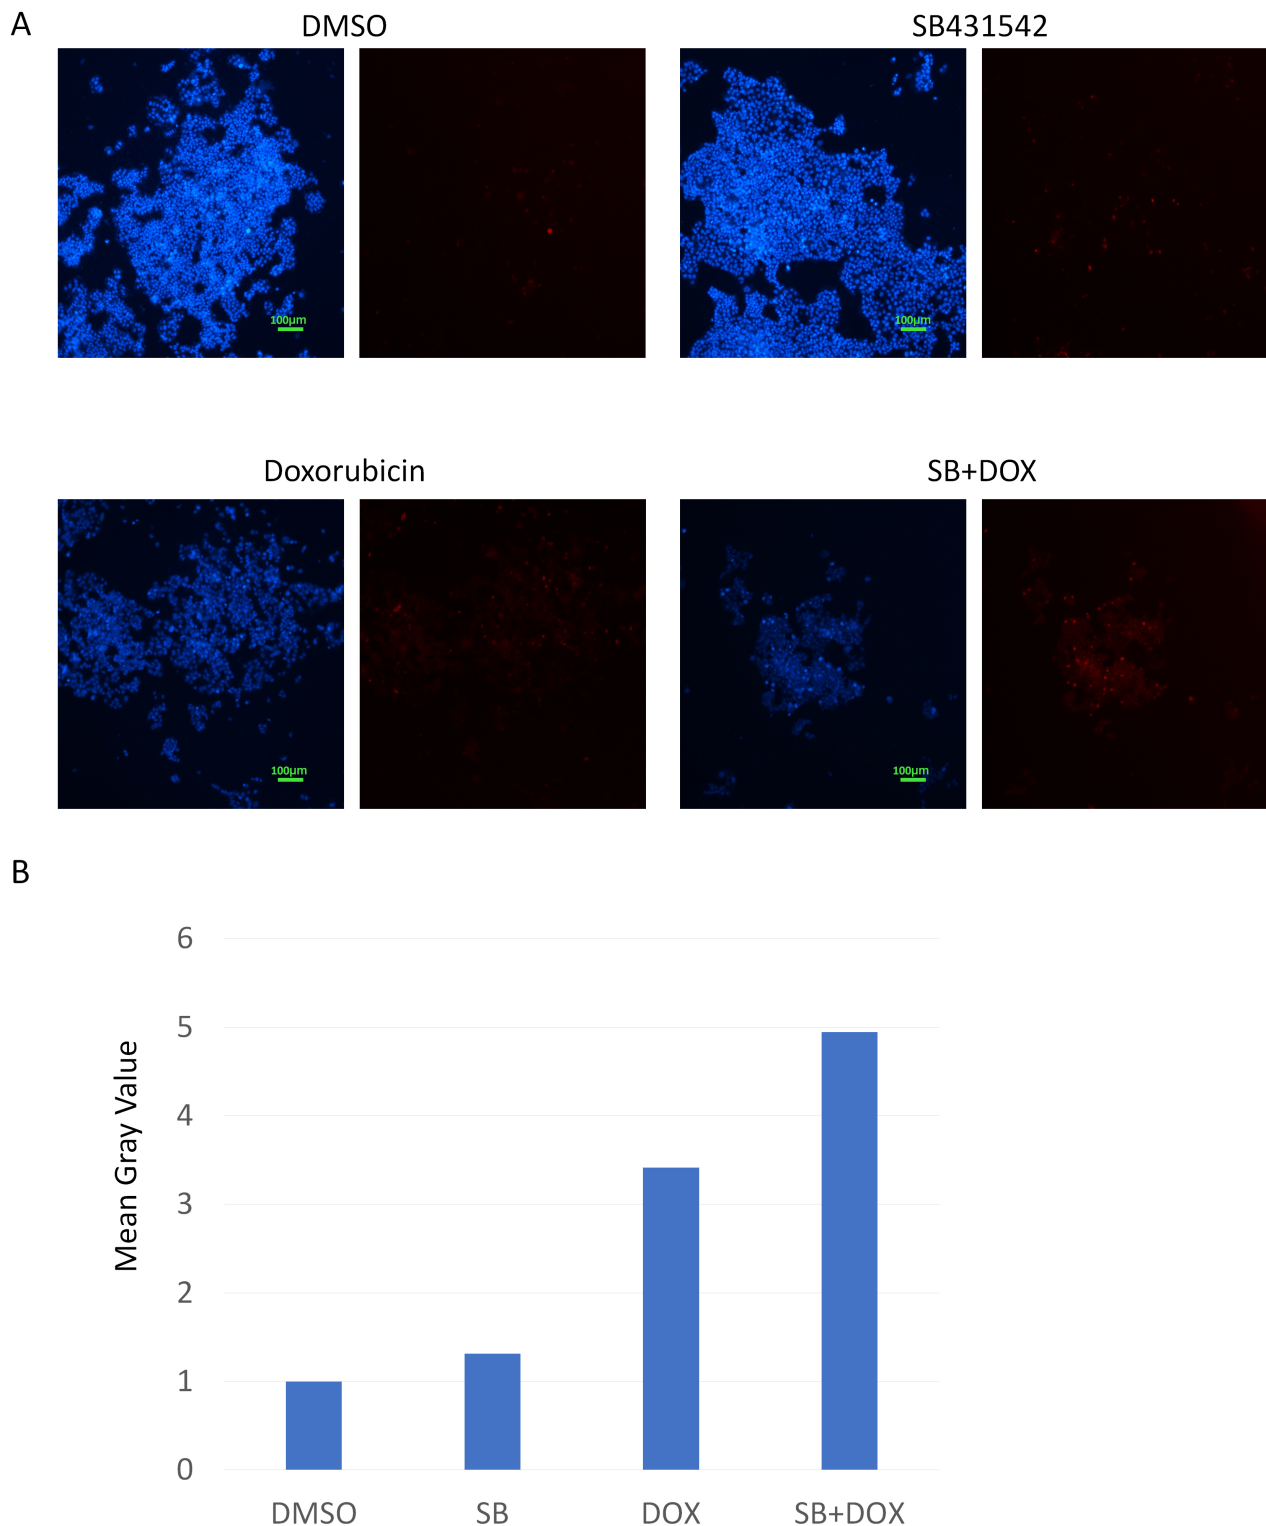 A
DMSO
SB431542
100µm
100µm
Doxorubicin
SB+DOX
100µm
100µm
B
6
5
4
3
2
1
0
Mean Gray Value
DMSO SB DOX SB+DOX